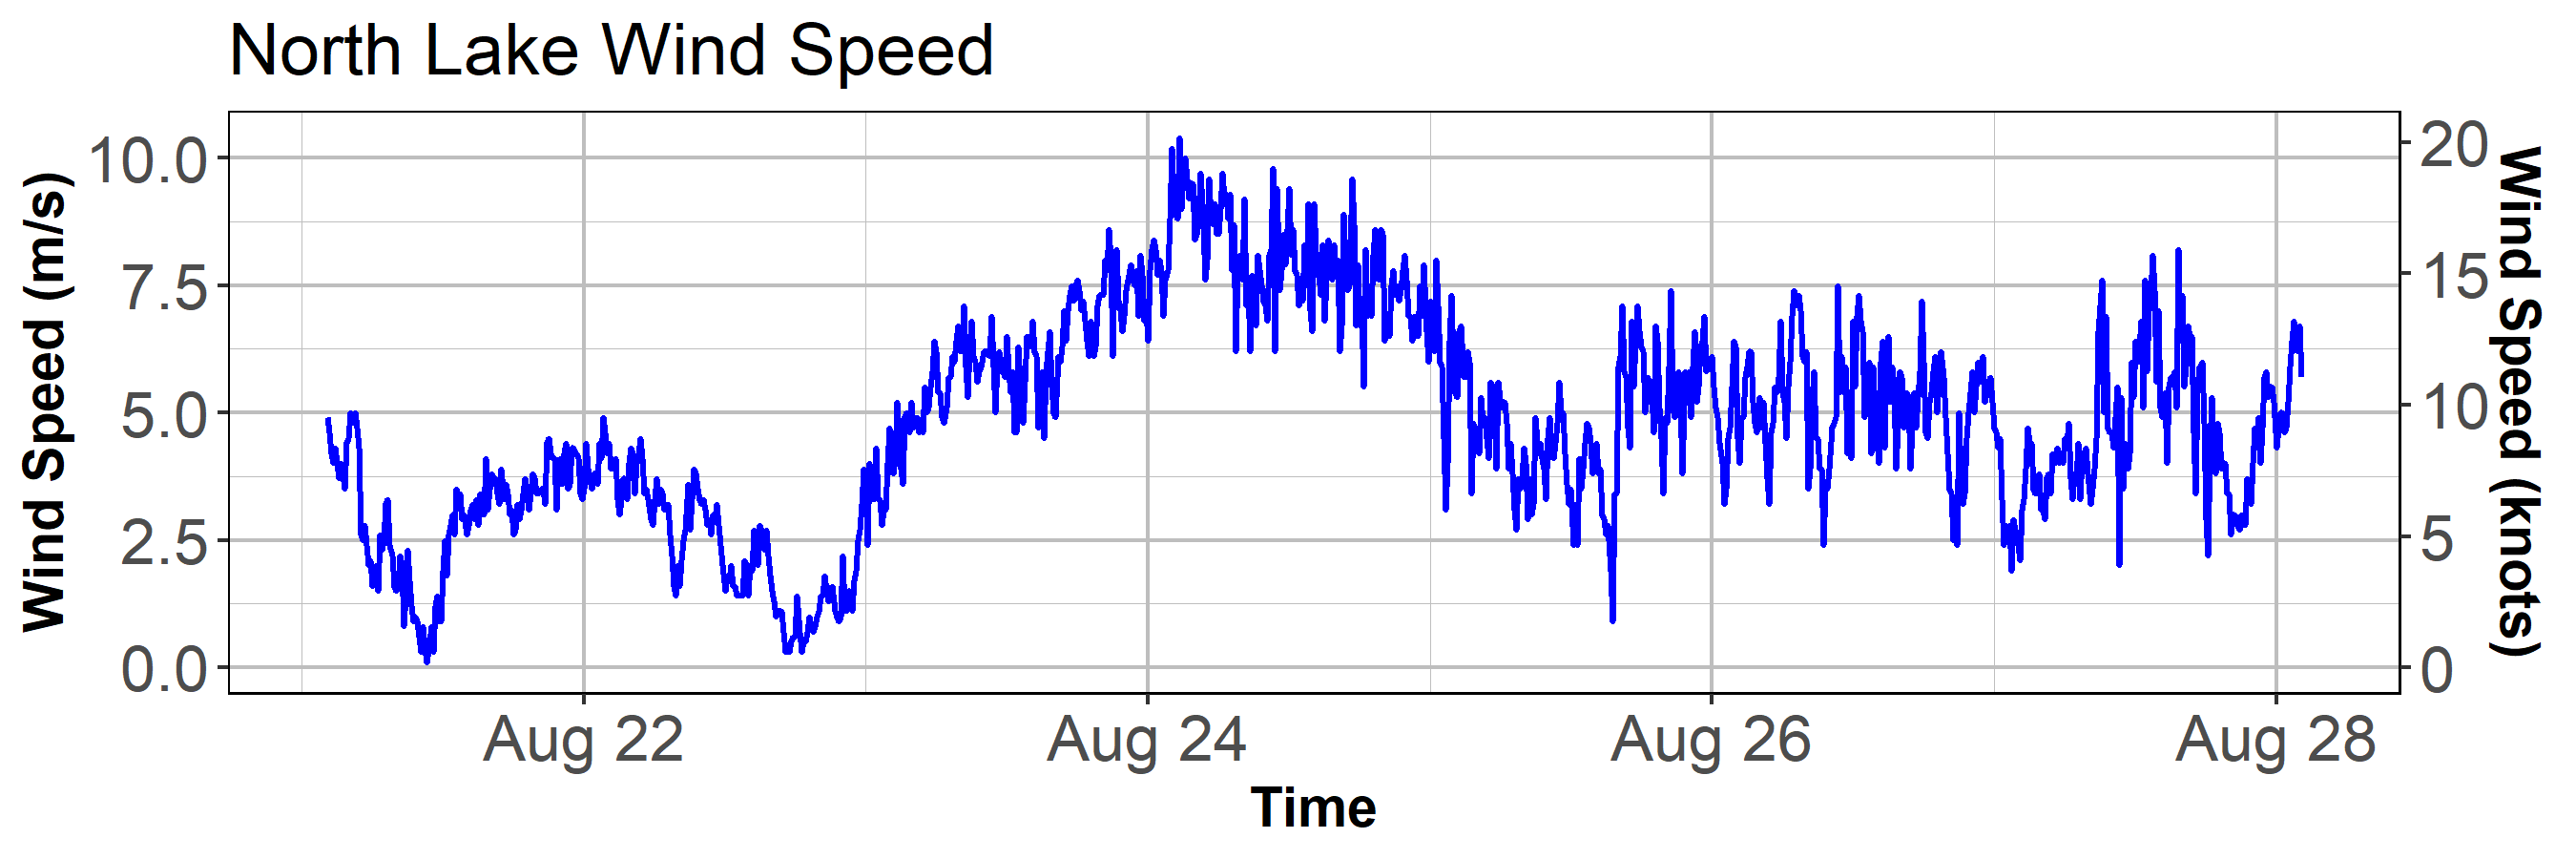 North Lake Wind Speed
Wind Speed (m/s)
10.0
7.5
5.0
2.5
0.0
20
15
10
5
0
Wind Speed (knots)
Aug 22
Aug 24
Aug 26
Aug 28
Time